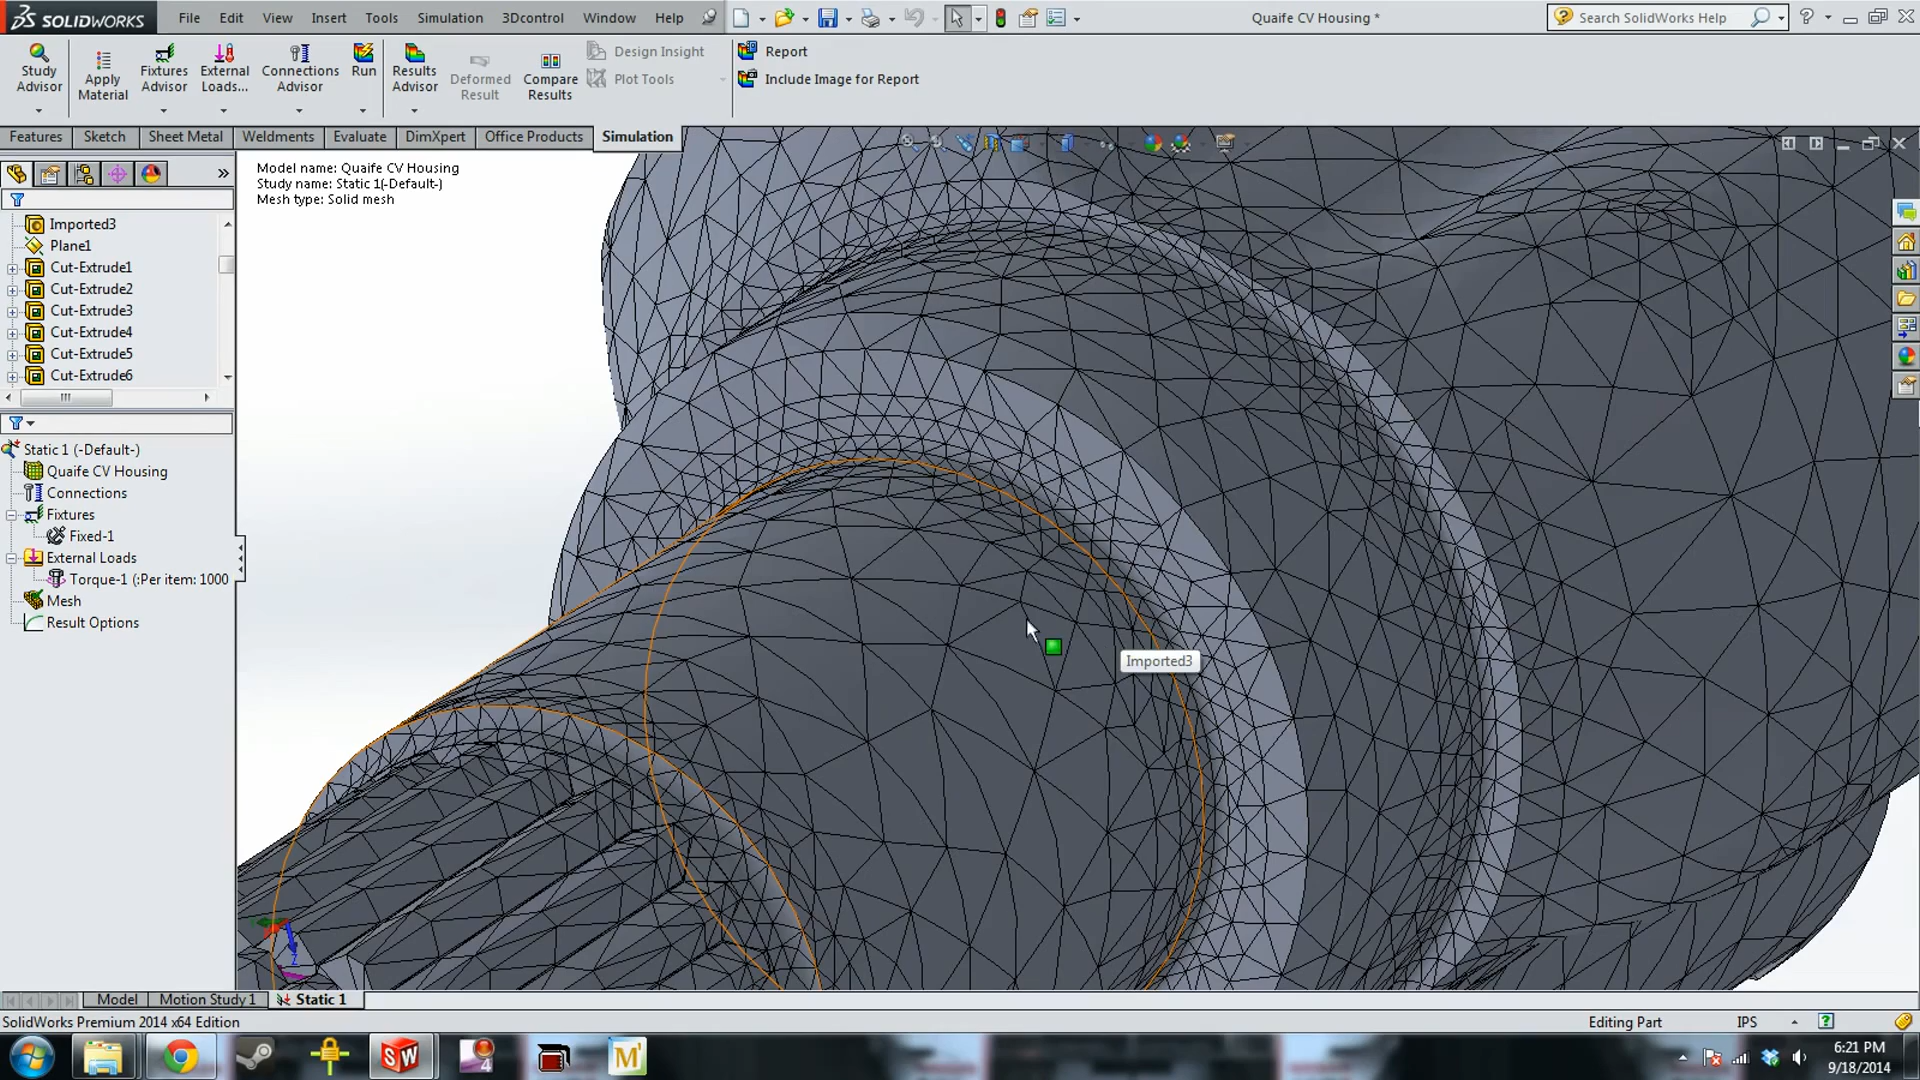 SOLIDWORKS File Edit View Insert Tools Simulation 3Dcontrol Window Help Quaife CV Housing * Search SolidWorks Help
Study Advisor
Apply Material
Fixtures Advisor
External Loads...
Connections Advisor
Run
Results Advisor
Deformed Result
Compare Results
Design Insight
Plot Tools
Report
Include Image for Report
Features Sketch Sheet Metal Weldments Evaluate DimXpert Office Products Simulation
Model name: Quaife CV Housing
Study name: Static 1(-Default-)
Mesh type: Solid mesh
Imported3
Plane1
Cut-Extrude1
Cut-Extrude2
Cut-Extrude3
Cut-Extrude4
Cut-Extrude5
Cut-Extrude6
Static 1 (-Default-)
Quaife CV Housing
Connections
Fixtures
Fixed-1
External Loads
Torque-1 (:Per item: 1000
Mesh
Result Options
Imported3
Z
Model Motion Study 1 Static 1
SolidWorks Premium 2014 x64 Edition Editing Part IPS
SW 4 M
6:21 PM
9/18/2014